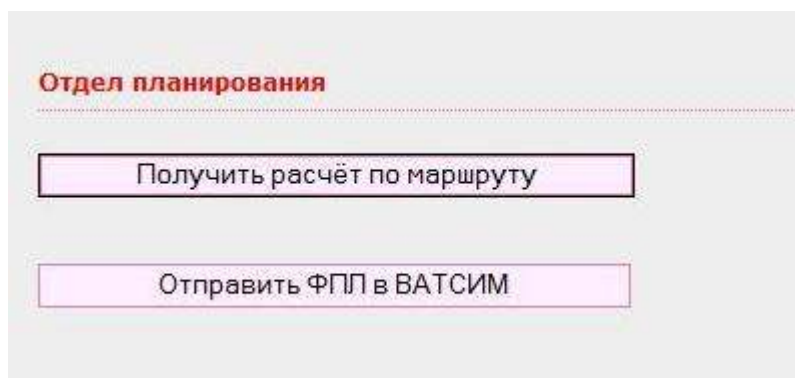 Отдел планирования
Получить расчёт по маршруту
Отправить ФПЛ в ВАТСИМ